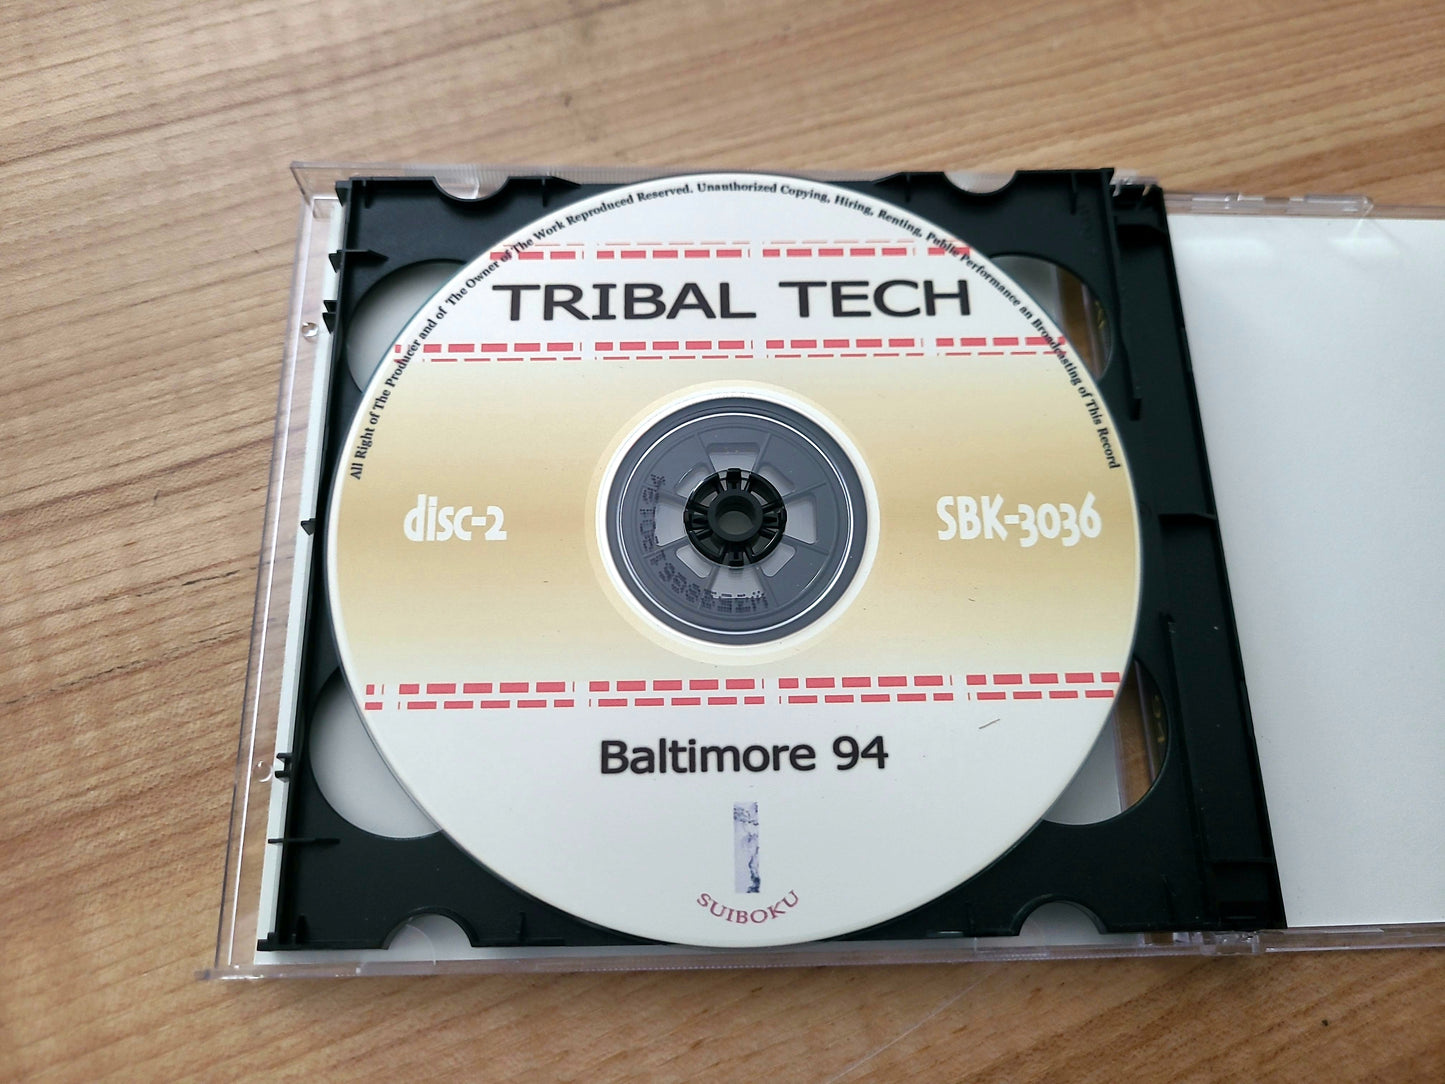 All Right of The Producer and of The Owner of The Work Reproduced Reserved. Unauthorized Copying, Hiring, Renting, Public Performance an Brondcasting of This Record
TRIBAL TECH
disc-2
SBK-3036
Baltimore 94
SUIBOKU